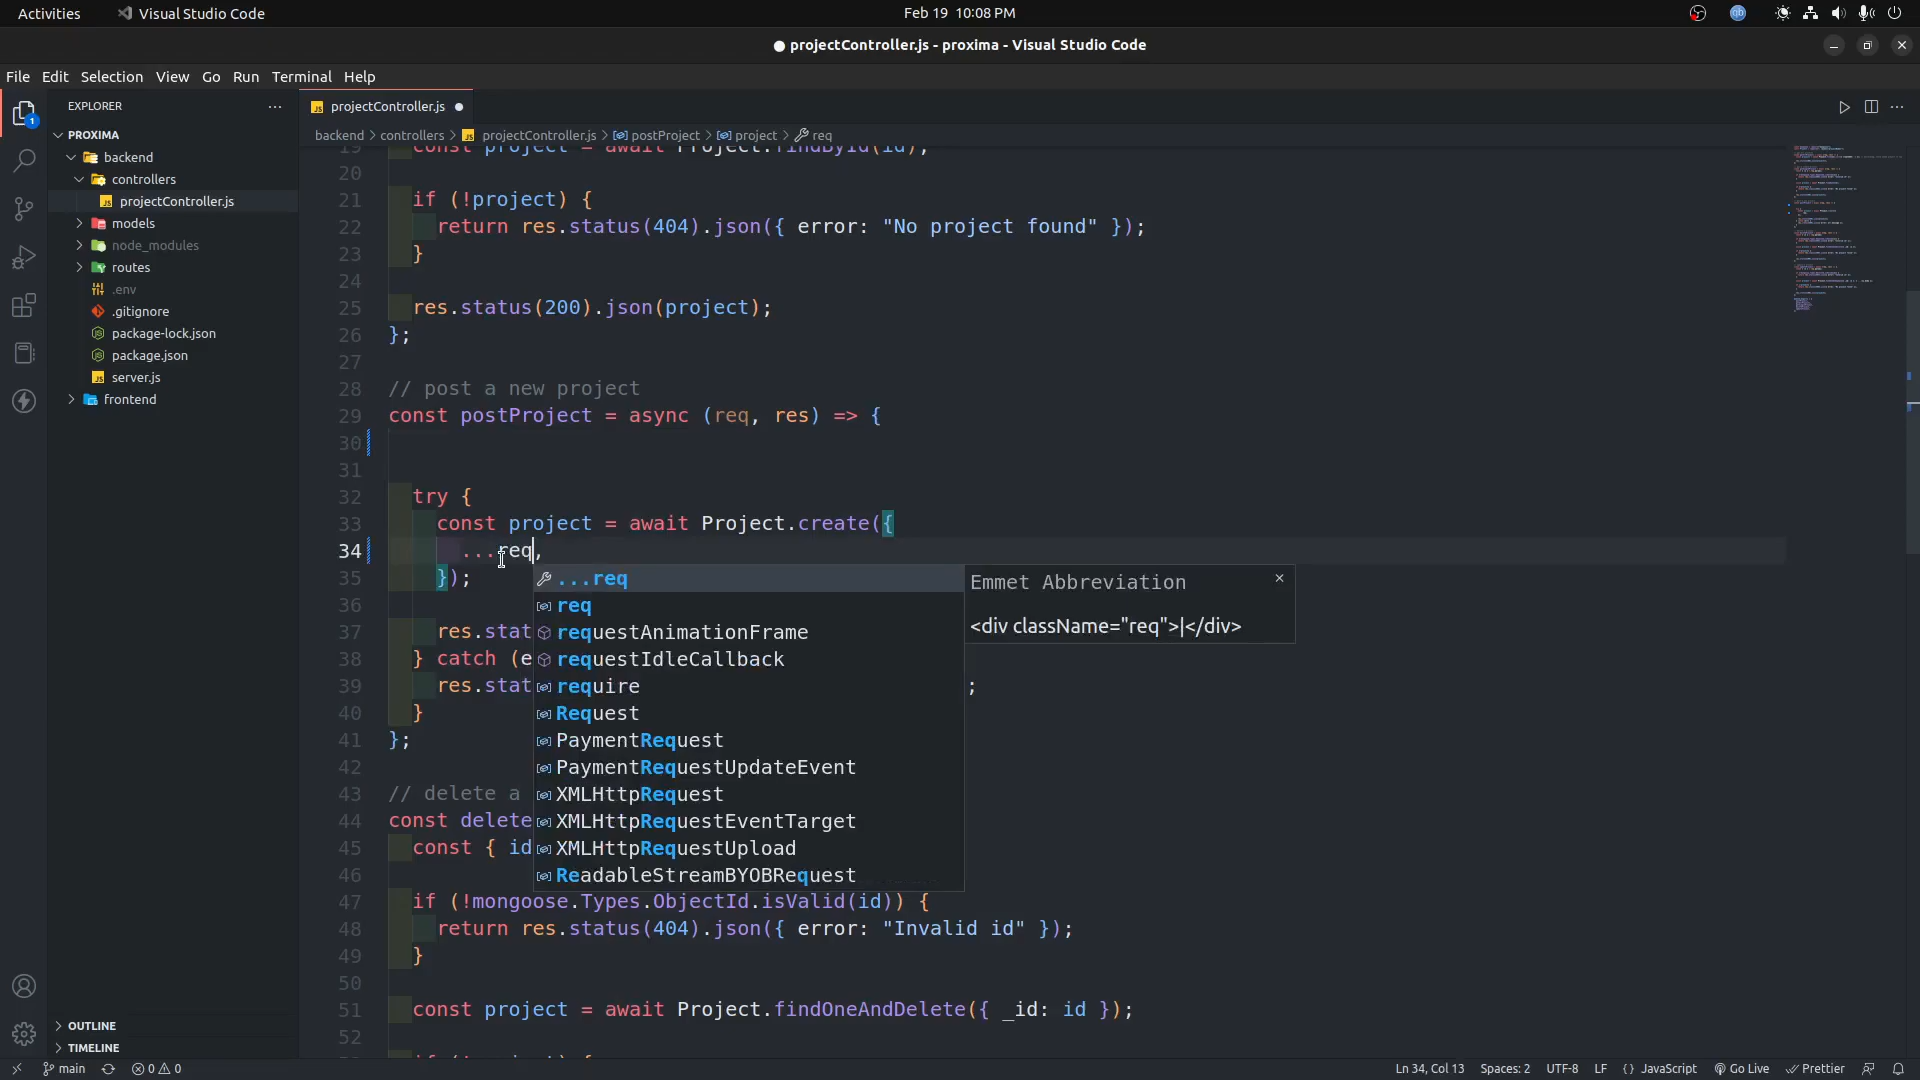 Activities
Visual Studio Code
Feb 19 10:08 PM
projectController.js - proxima - Visual Studio Code
File Edit Selection View Go Run Terminal Help
EXPLORER
PROXIMA
backend
controllers
projectController.js
models
node_modules
routes
.env
.gitignore
package-lock.json
package.json
server.js
frontend
OUTLINE
TIMELINE
projectController.js
backend > controllers > projectController.js > postProject > project > req
19 const project = await Project.findById(id);
20
21 if (!project) {
22 return res.status(404).json({ error: "No project found" });
23 }
24
25 res.status(200).json(project);
26 };
27
28 // post a new project
29 const postProject = async (req, res) => {
30
31
32 try {
33 const project = await Project.create({
34 ...req,
35 });
36
37 res.stat
38 } catch (e
39 res.stat ;
40 }
41 };
42
43 // delete a
44 const delete
45 const { id
46
47 if (!mongoose.Types.ObjectId.isValid(id)) {
48 return res.status(404).json({ error: "Invalid id" });
49 }
50
51 const project = await Project.findOneAndDelete({ _id: id });
52
...req
req
requestAnimationFrame
requestIdleCallback
require
Request
PaymentRequest
PaymentRequestUpdateEvent
XMLHttpRequest
XMLHttpRequestEventTarget
XMLHttpRequestUpload
ReadableStreamBYOBRequest
Emmet Abbreviation
<div className="req">|</div>
main
0 0
Ln 34, Col 13
Spaces: 2
UTF-8
LF
{ } JavaScript
Go Live
Prettier